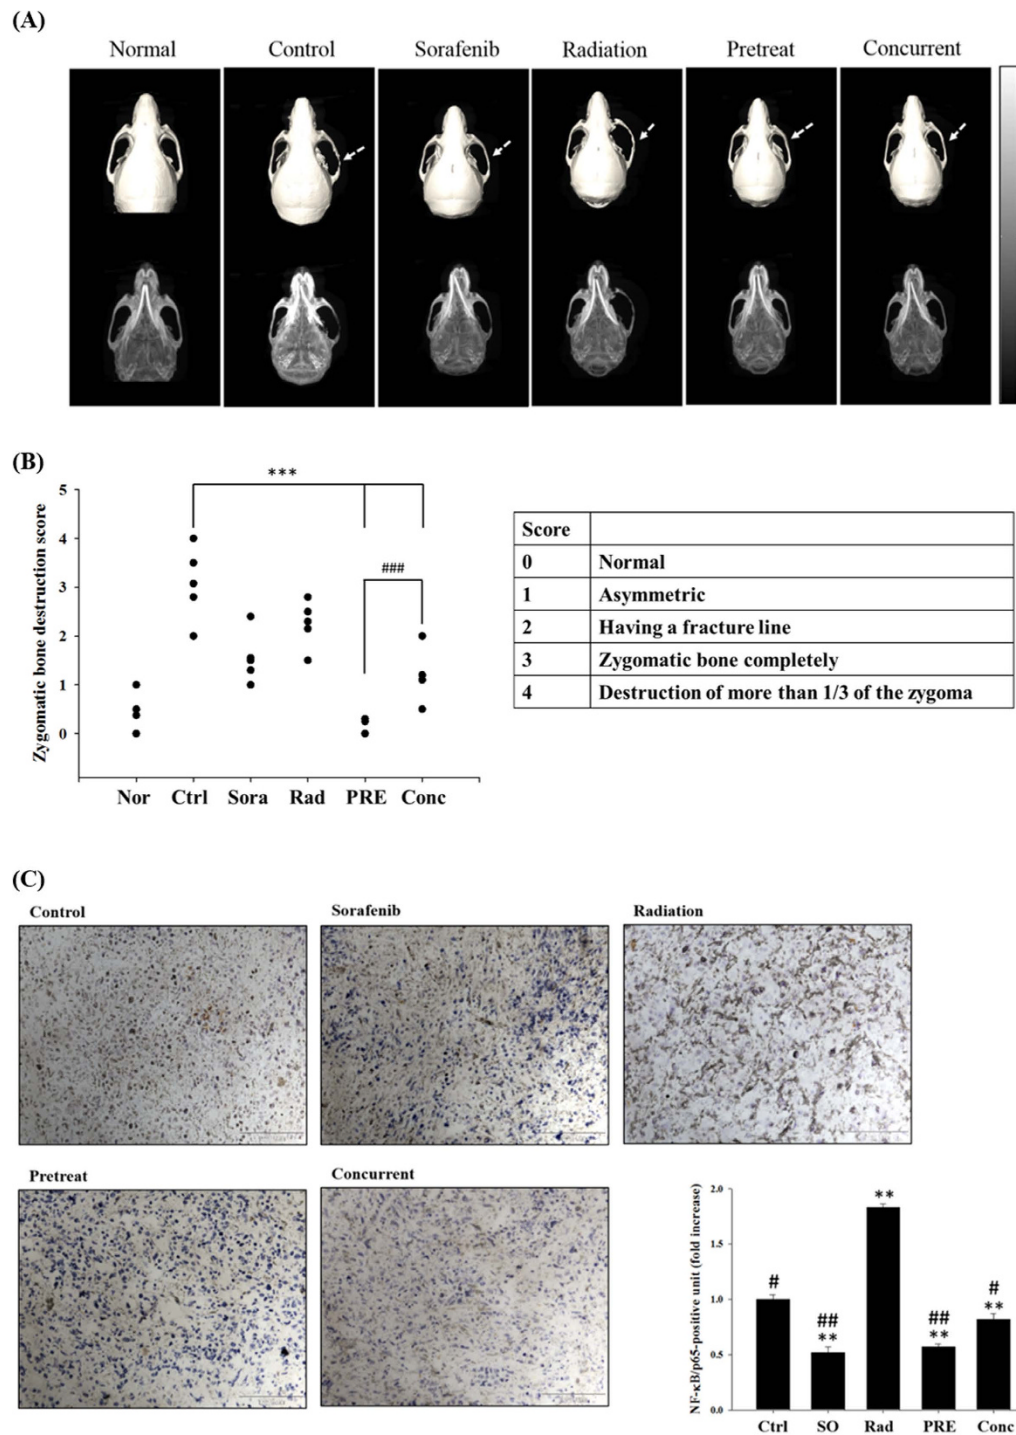 (A)
Normal Control Sorafenib Radiation Pretreat Concurrent
(B)
***
###
Zygomatic bone destruction score
5
4
3
2
1
0
Nor Ctrl Sora Rad PRE Conc
Score
0 Normal
1 Asymmetric
2 Having a fracture line
3 Zygomatic bone completely
4 Destruction of more than 1/3 of the zygoma
(C)
Control Sorafenib Radiation
Pretreat Concurrent
NF-κB/p65-positive unit (fold increase)
2.0
1.5
1.0
0.5
0.0
# ## ** ** ## ** # **
Ctrl SO Rad PRE Conc